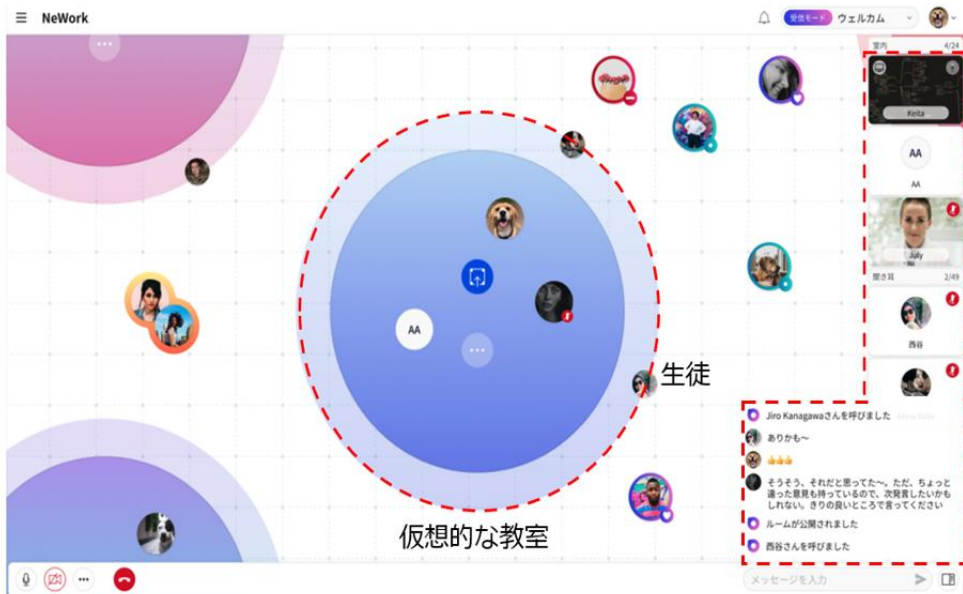 NeWork
受信モード ウェルカム
室内 4/24
Keita
AA
AA
July
聞き耳 2/49
西谷
AA
生徒
仮想的な教室
Jiro Kanagawaさんを呼びました
ありかも〜
👍👍👍
そうそう、それだと思ってた〜。ただ、ちょっと
違った意見も持っているので、次発言したいかも
しれない。きりの良いところで言ってください
ルームが公開されました
西谷さんを呼びました
メッセージを入力